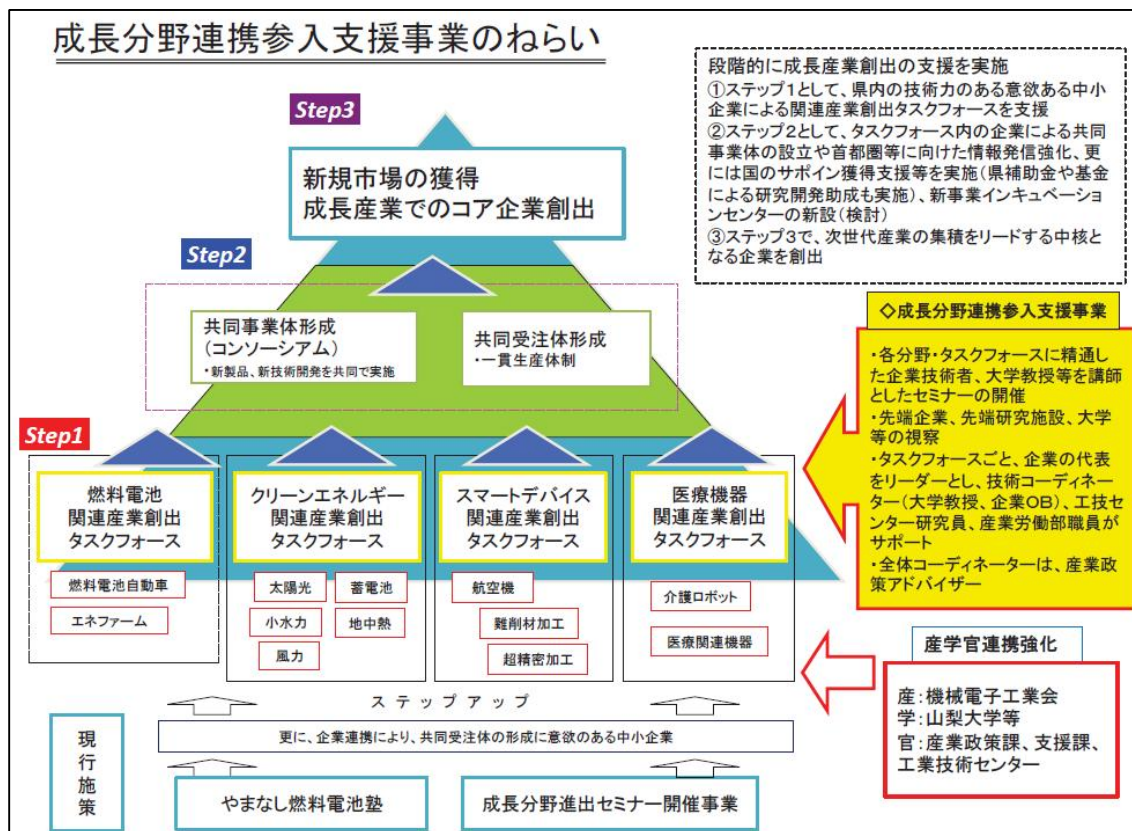 成長分野連携参入支援事業のねらい
段階的に成長産業創出の支援を実施
①ステップ1として、県内の技術力のある意欲ある中小
企業による関連産業創出タスクフォースを支援
②ステップ2として、タスクフォース内の企業による共同
事業体の設立や首都圏等に向けた情報発信強化、更
には国のサポイン獲得支援等を実施(県補助金や基金
による研究開発助成も実施)、新事業インキュベーショ
ンセンターの新設(検討)
③ステップ3で、次世代産業の集積をリードする中核と
なる企業を創出
Step3
新規市場の獲得
成長産業でのコア企業創出
Step2
共同事業体形成
(コンソーシアム)
・新製品、新技術開発を共同で実施
共同受注体形成
・一貫生産体制
◇成長分野連携参入支援事業
・各分野・タスクフォースに精通し
た企業技術者、大学教授等を講師
としたセミナーの開催
・先端企業、先端研究施設、大学
等の視察
・タスクフォースごと、企業の代表
をリーダーとし、技術コーディネー
ター(大学教授、企業OB)、工技セ
ンター研究員、産業労働部職員が
サポート
・全体コーディネーターは、産業政
策アドバイザー
Step1
燃料電池
関連産業創出
タスクフォース
燃料電池自動車
エネファーム
クリーンエネルギー
関連産業創出
タスクフォース
太陽光
蓄電池
小水力
地中熱
風力
スマートデバイス
関連産業創出
タスクフォース
航空機
難削材加工
超精密加工
医療機器
関連産業創出
タスクフォース
介護ロボット
医療関連機器
産学官連携強化
産:機械電子工業会
学:山梨大学等
官:産業政策課、支援課、
工業技術センター
ステップアップ
更に、企業連携により、共同受注体の形成に意欲のある中小企業
現行施策
やまなし燃料電池塾
成長分野進出セミナー開催事業